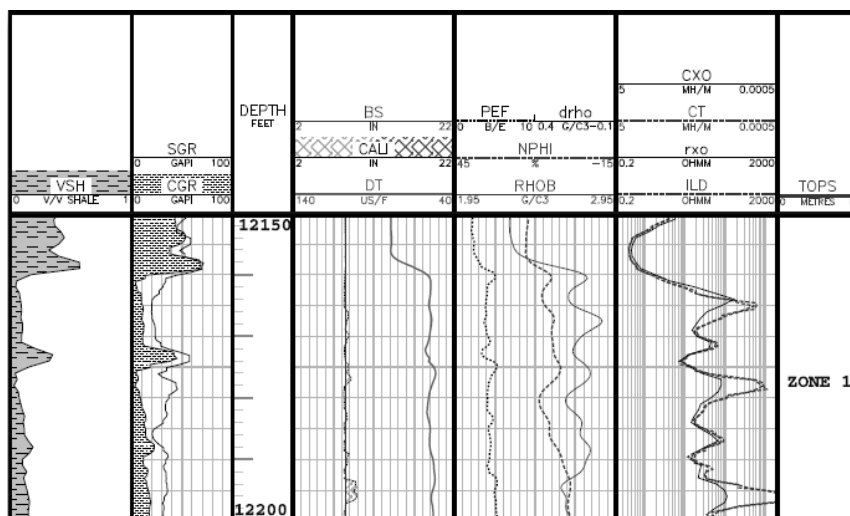 CXO
5 MH/M 0.0005
DEPTH
FEET
BS
2 IN 22
PEF drho
0 B/E 10 0.4 G/C3 -0.1
CT
5 MH/M 0.0005
SGR
0 GAPI 100
CALI
2 IN 22
NPHI
45 % -15
rxo
0.2 OHMM 2000
VSH
0 V/V SHALE 1
CGR
0 GAPI 100
DT
140 US/F 40
RHOB
1.95 G/C3 2.95
ILD
0.2 OHMM 2000
TOPS
0 METRES
12150
ZONE 1
12200